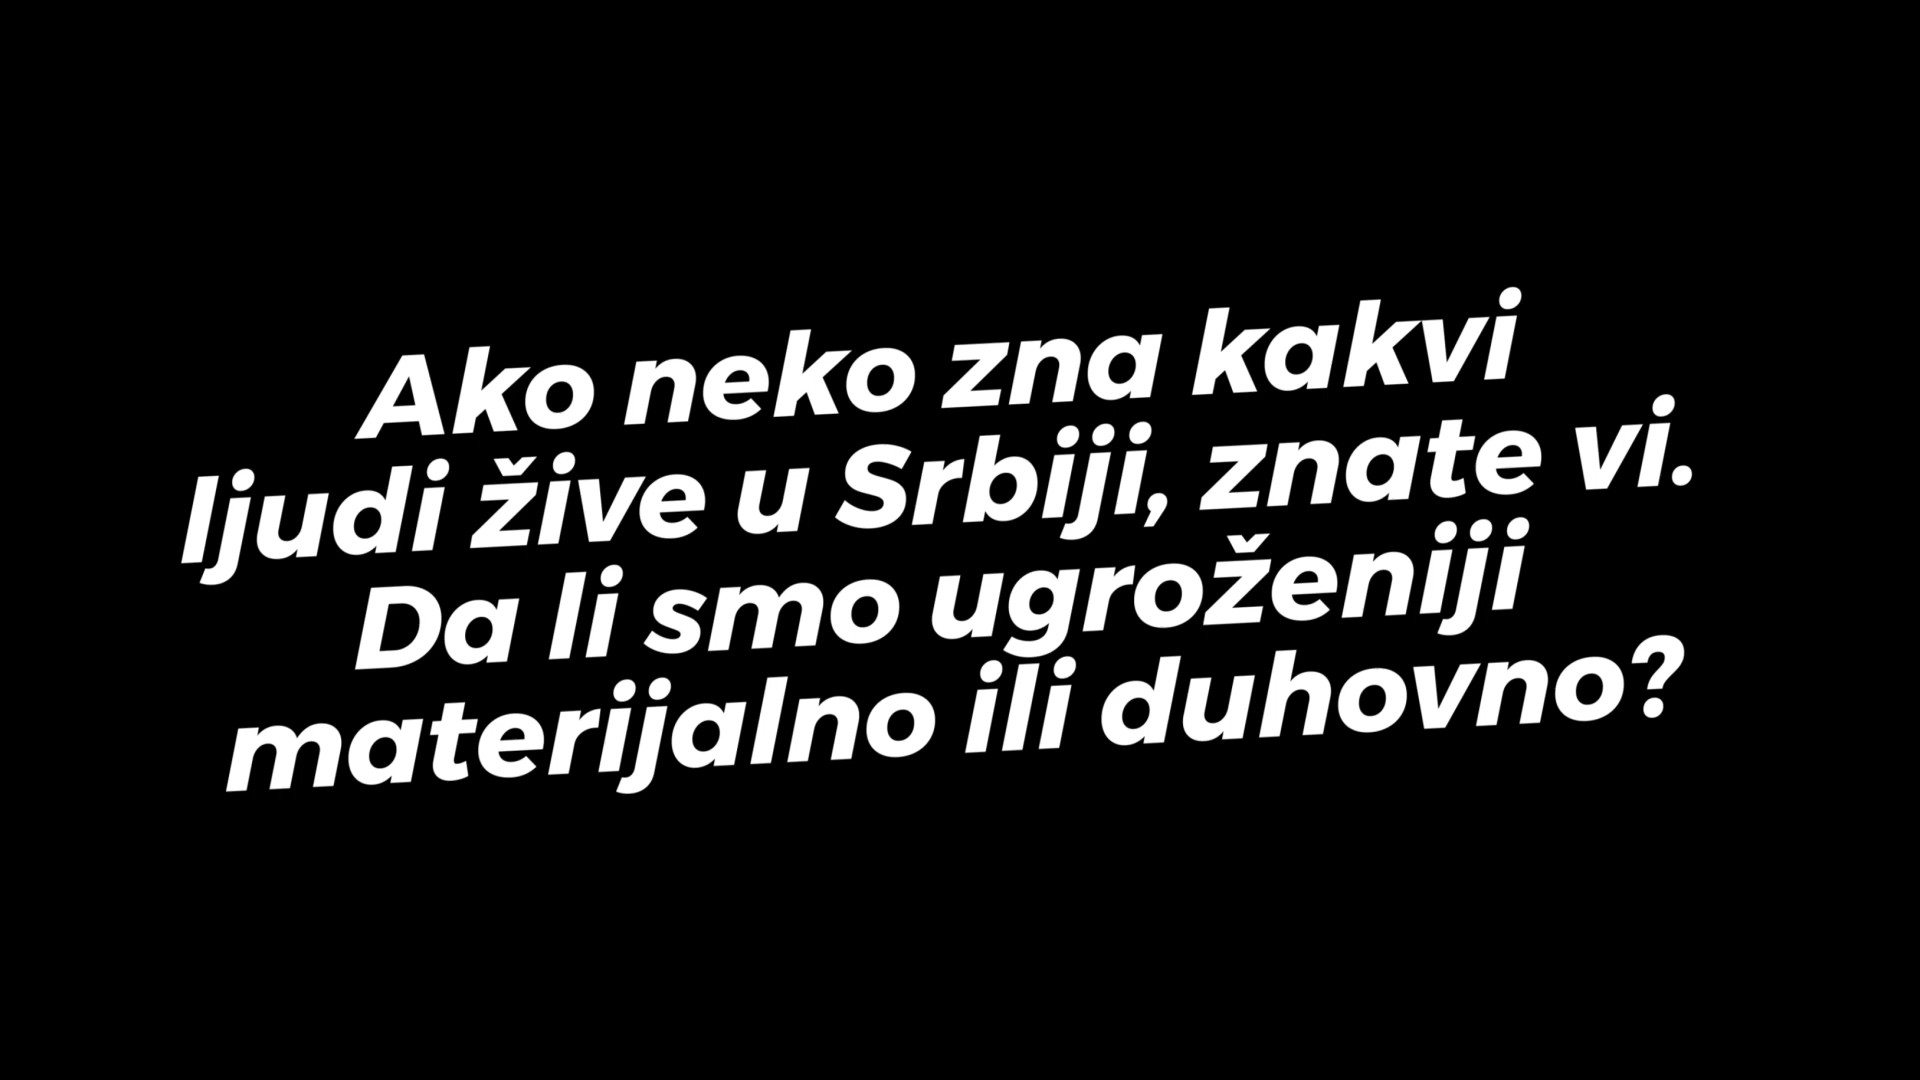 Ako neko zna kakvi
ljudi žive u Srbiji, znate vi.
Da li smo ugroženiji
materijalno ili duhovno?